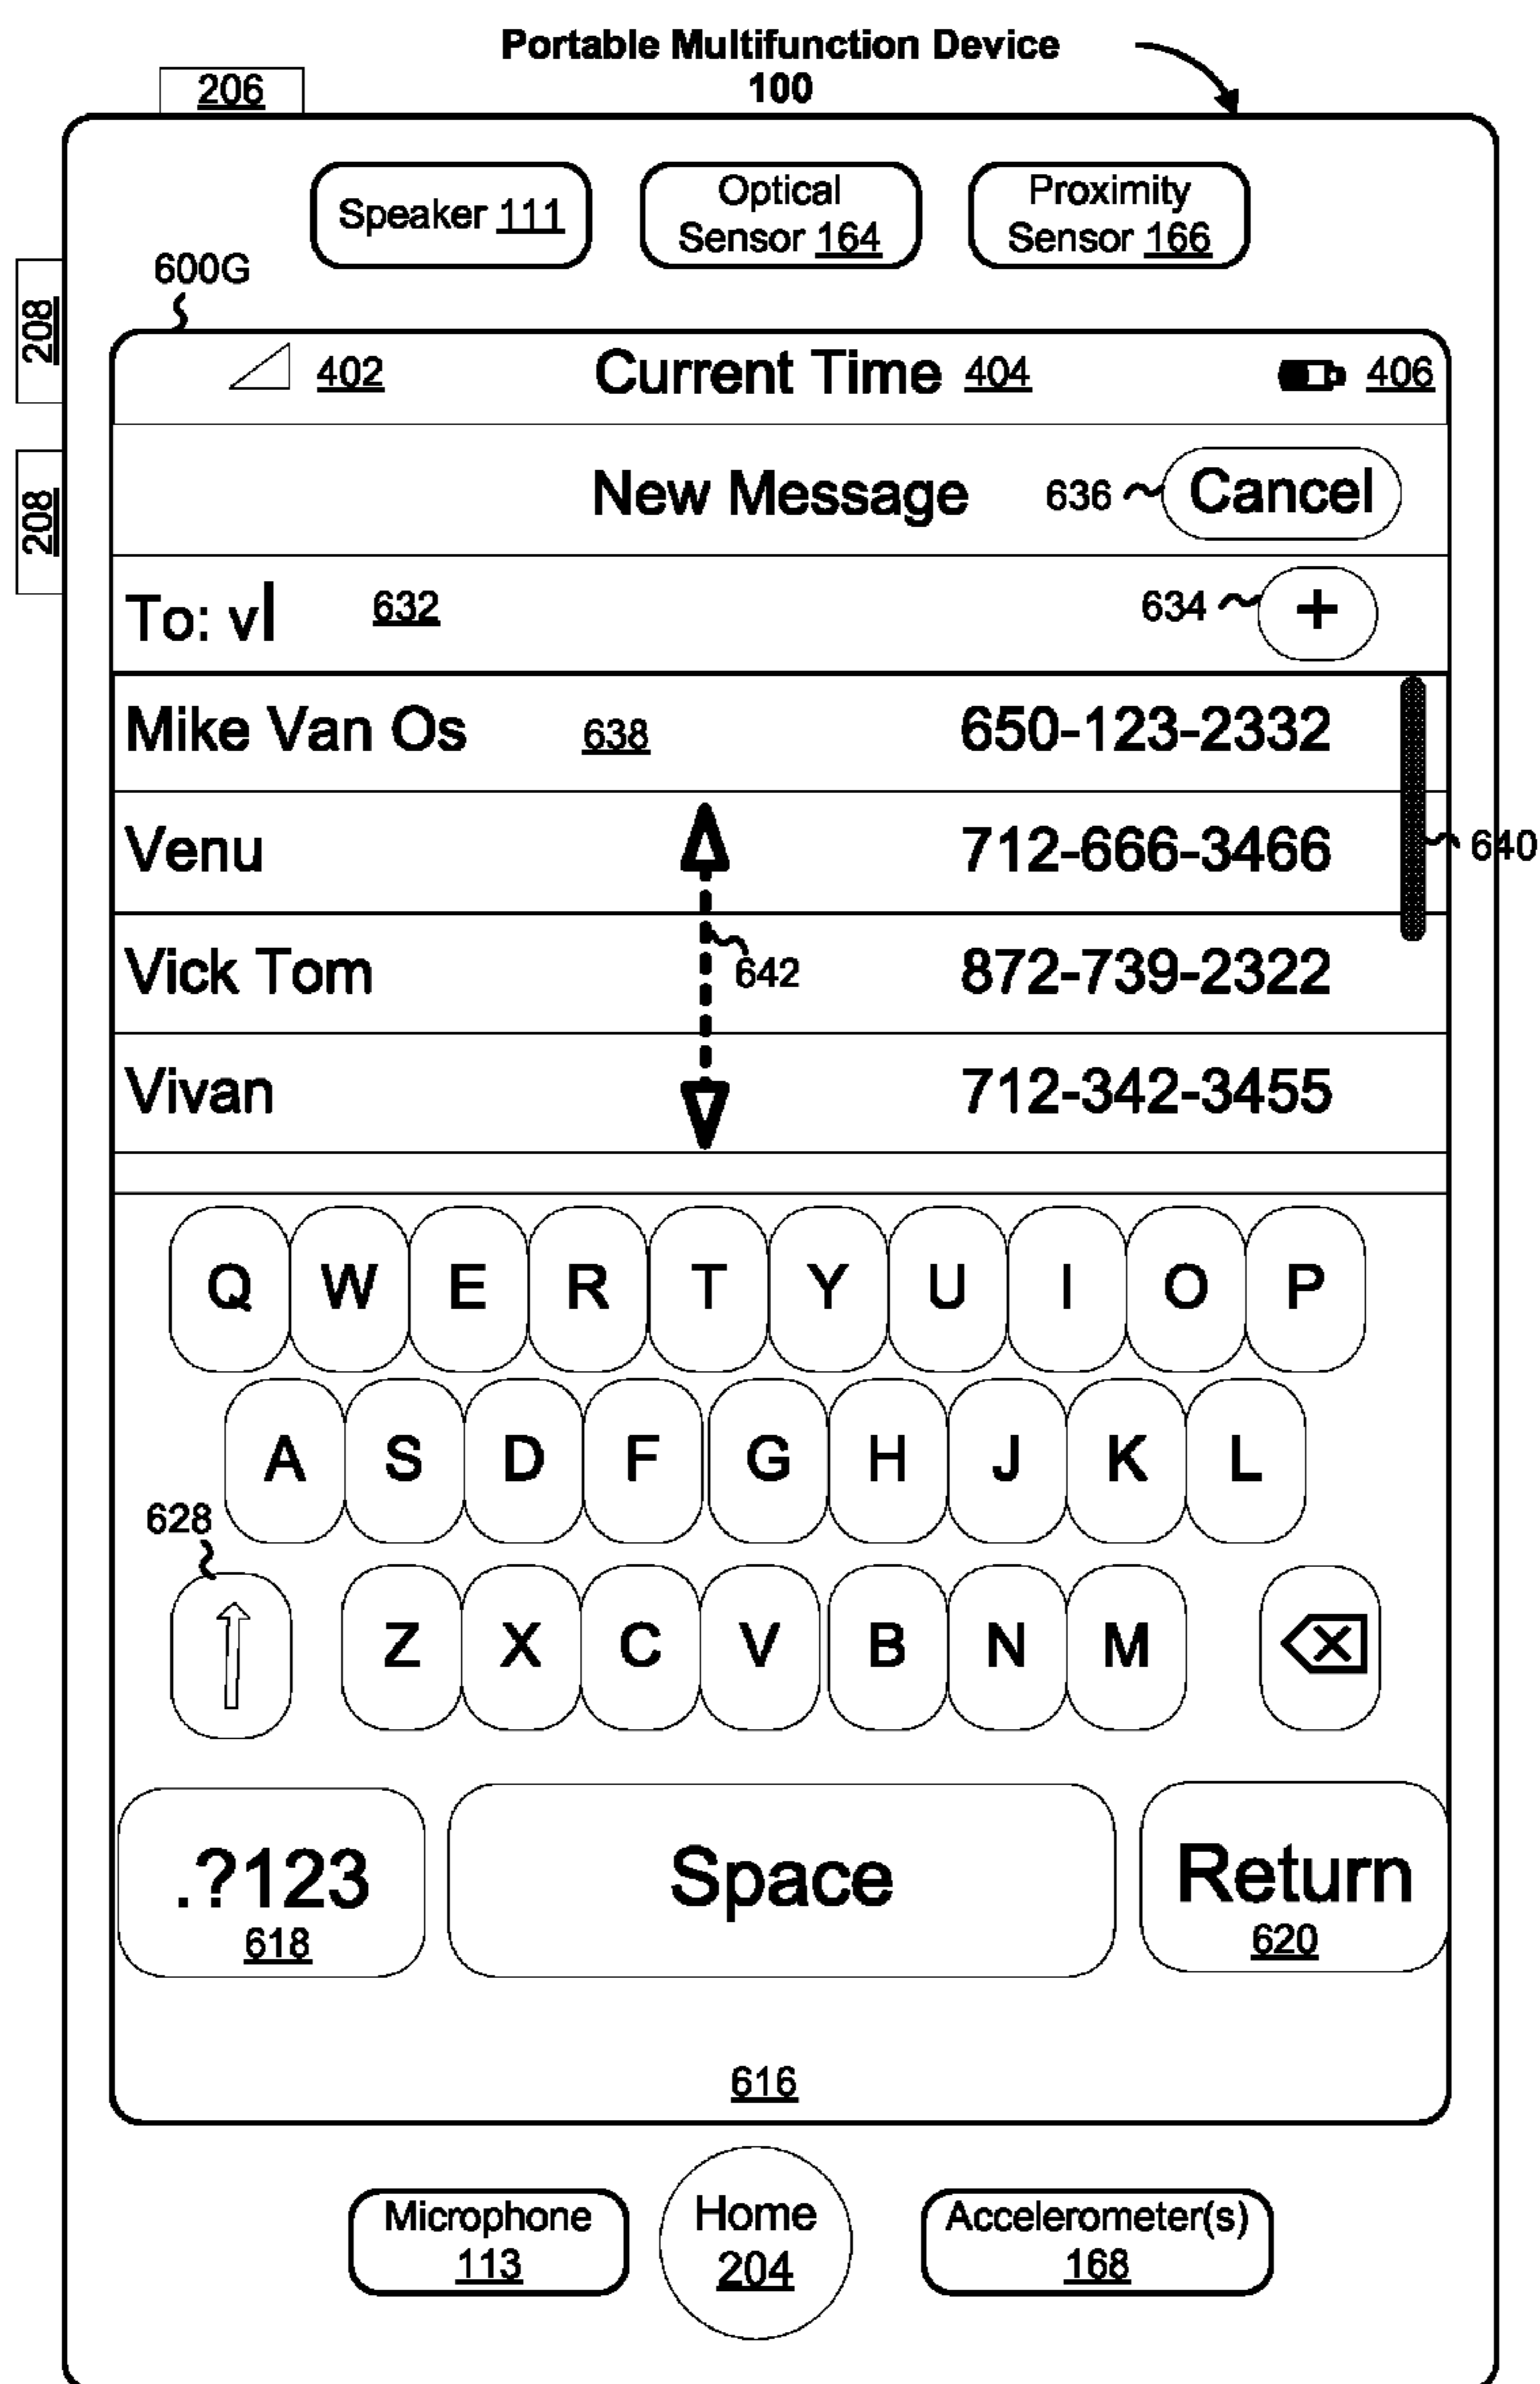 Portable Multifunction Device
100
206
Speaker 111
Optical
Sensor 164
Proximity
Sensor 166
600G
208
208
402 Current Time 404 406
New Message 636 Cancel
To: v 632 634 +
Mike Van Os 638 650-123-2332
Venu 712-666-3466
640
Vick Tom 642 872-739-2322
Vivan 712-342-3455
Q W E R T Y U I O P
A S D F G H J K L
628
Z X C V B N M
.?123
618
Space
Return
620
616
Microphone
113
Home
204
Accelerometer(s)
168